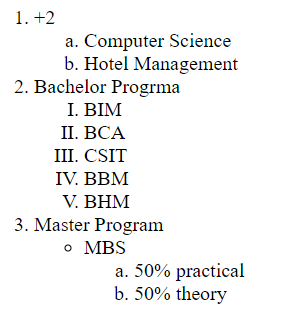 1. +2
a. Computer Science
b. Hotel Management
2. Bachelor Progrma
I. BIM
II. BCA
III. CSIT
IV. BBM
V. BHM
3. Master Program
○ MBS
a. 50% practical
b. 50% theory